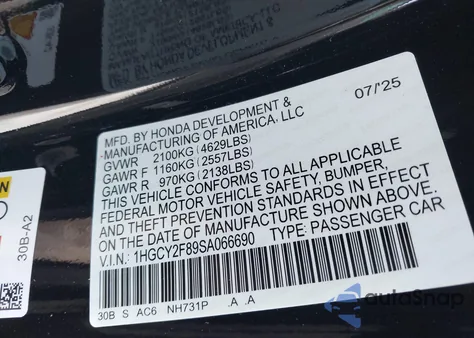 07/'25
MFD. BY HONDA DEVELOPMENT &
MANUFACTURING OF AMERICA, LLC
GVWR 2100KG (4629LBS)
GAWR F 1160KG (2557LBS)
GAWR R 970KG (2138LBS)
THIS VEHICLE CONFORMS TO ALL APPLICABLE
FEDERAL MOTOR VEHICLE SAFETY, BUMPER,
AND THEFT PREVENTION STANDARDS IN EFFECT
ON THE DATE OF MANUFACTURE SHOWN ABOVE.
V.I.N: 1HGCY2F89SA066690 TYPE: PASSENGER CAR
30B S AC6 NH731P .A .A
30B-A2
autoSnap